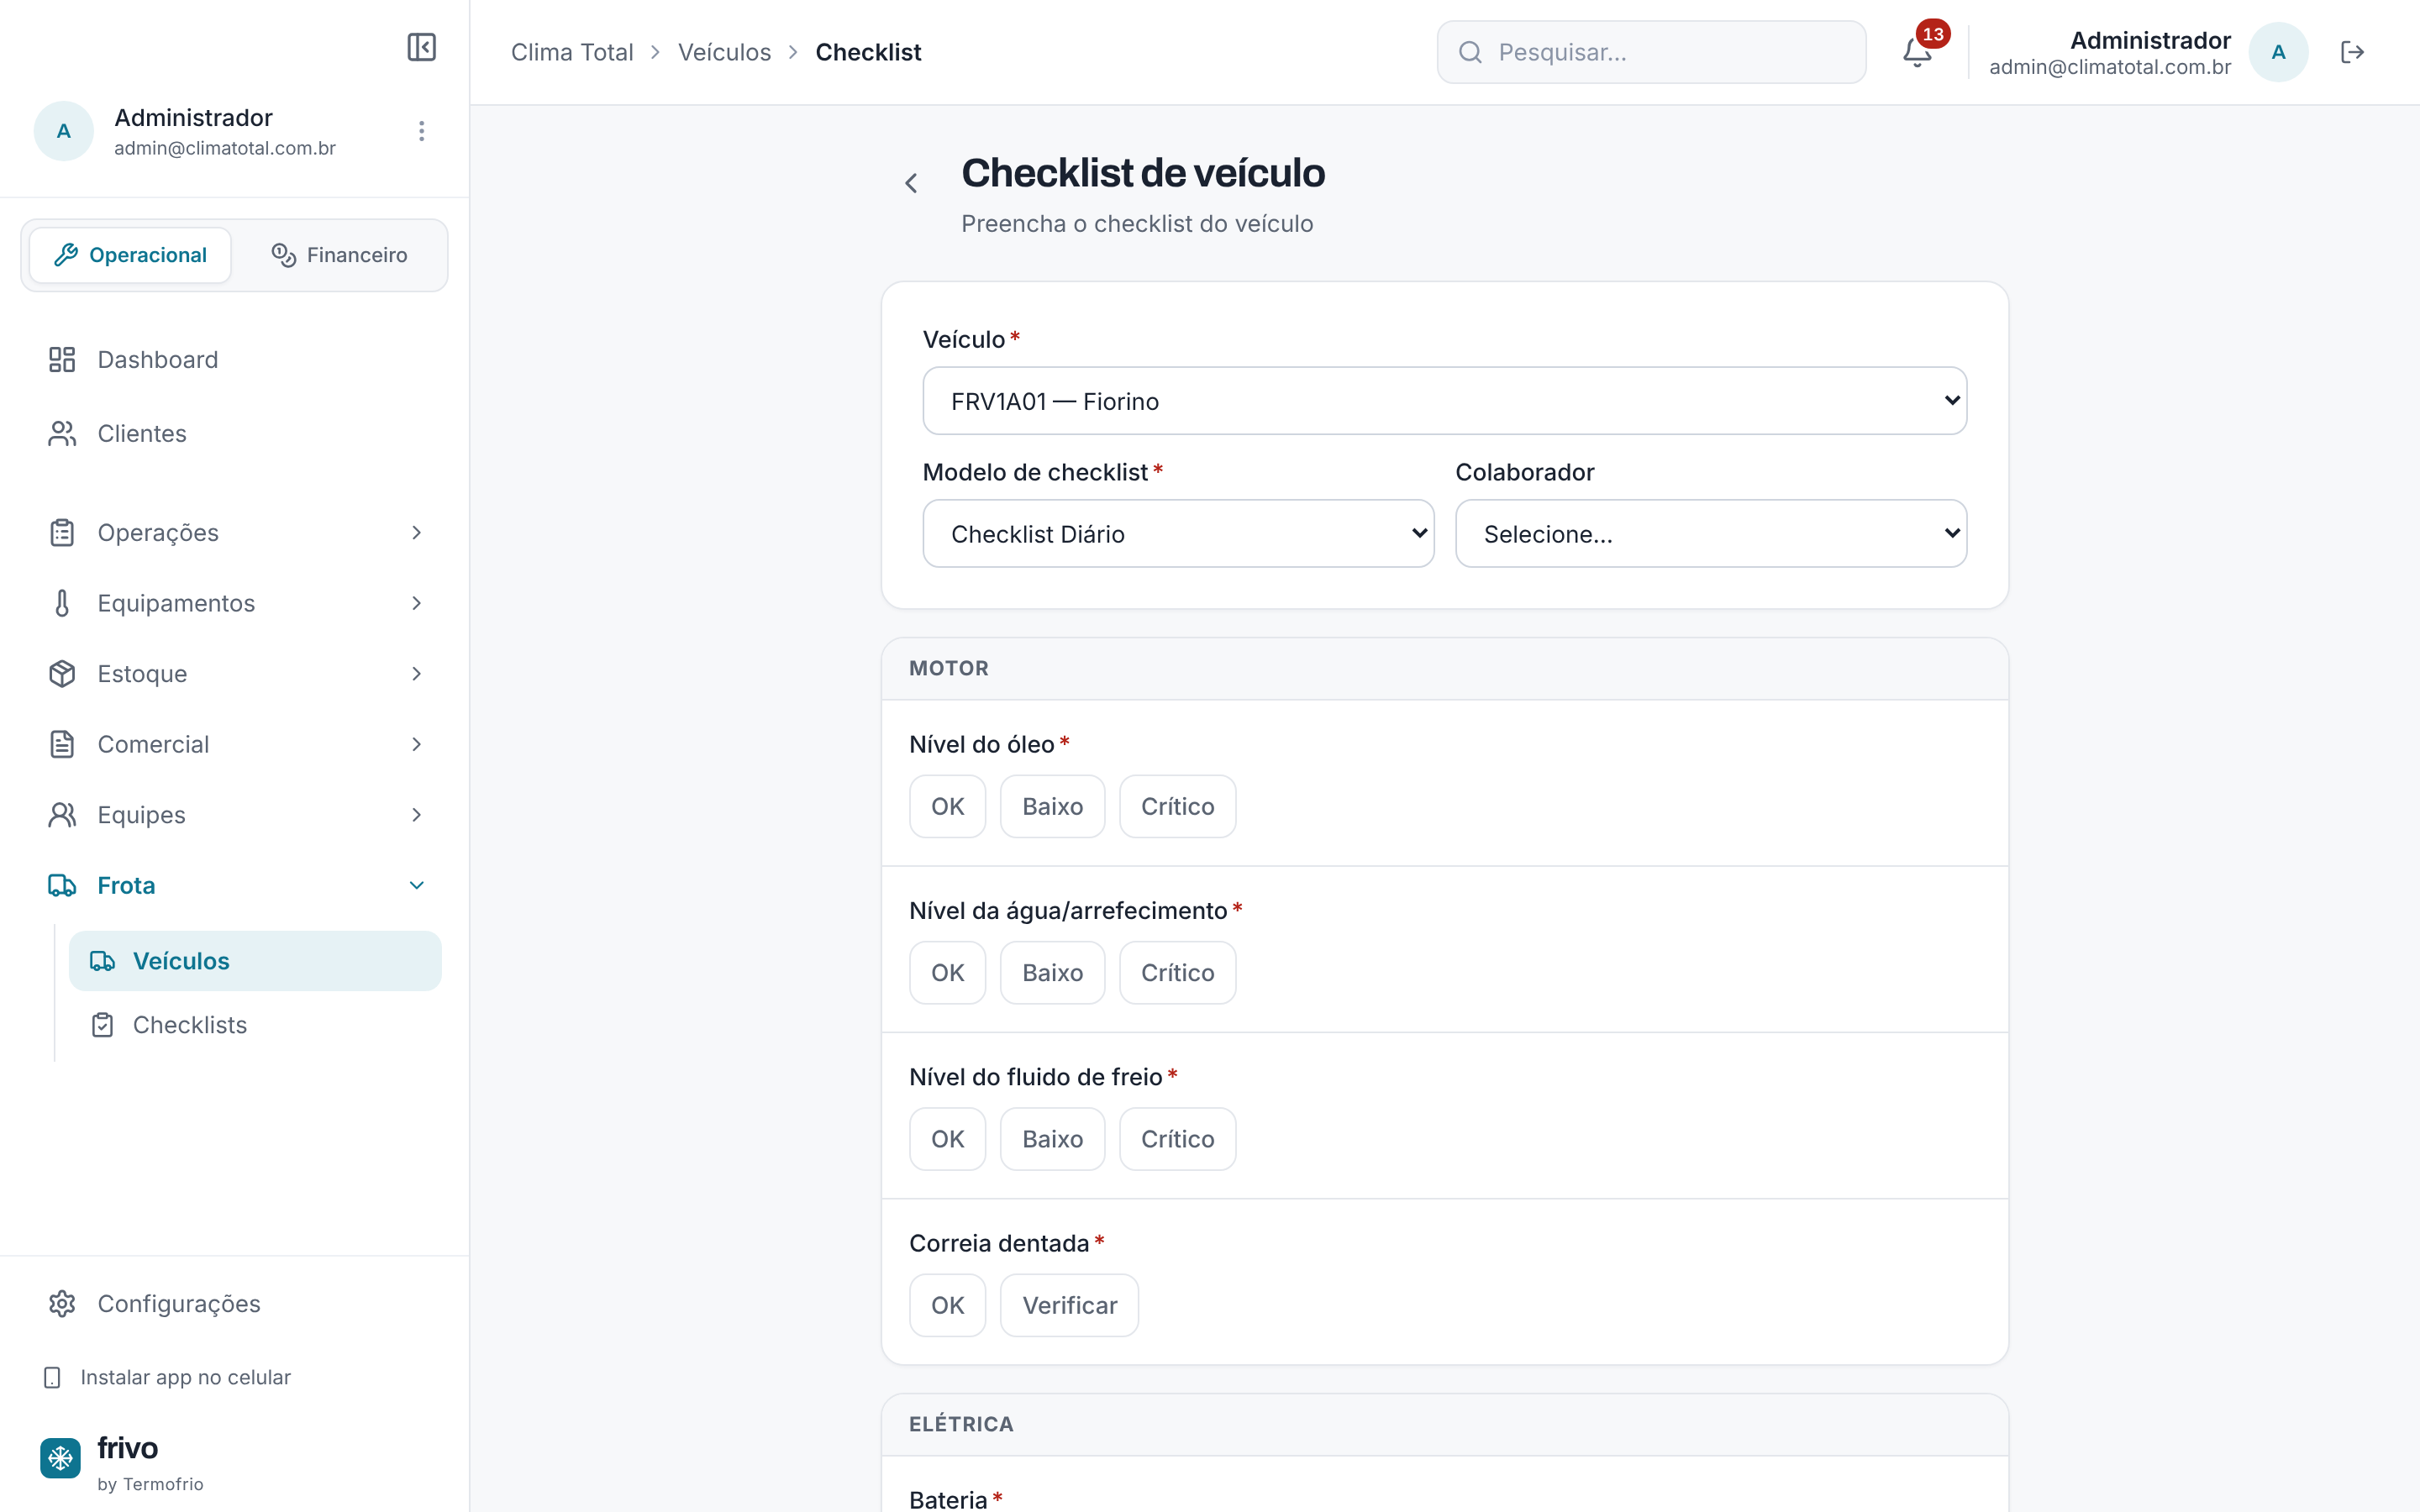 Administrador
admin@climatotal.com.br
A
Operacional
Financeiro
Dashboard
Clientes
Operações
Equipamentos
Estoque
Comercial
Equipes
Frota
Veículos
Checklists
Configurações
Instalar app no celular
frivo
by Termofrio
Clima Total > Veículos > Checklist
Pesquisar...
13
Administrador
admin@climatotal.com.br
A
Checklist de veículo
Preencha o checklist do veículo
Veículo *
FRV1A01 — Fiorino
Modelo de checklist * Colaborador
Checklist Diário Selecione...
MOTOR
Nível do óleo *
OK Baixo Crítico
Nível da água/arrefecimento *
OK Baixo Crítico
Nível do fluido de freio *
OK Baixo Crítico
Correia dentada *
OK Verificar
ELÉTRICA
Bateria *